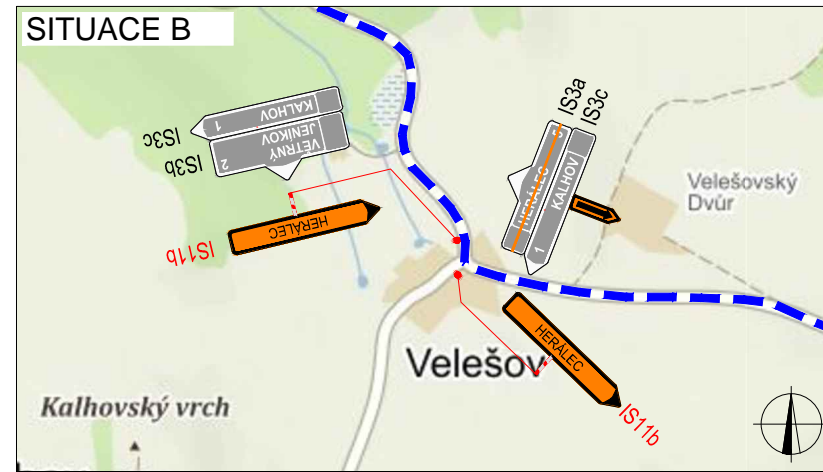 SITUACE B
IS3c
KALHOV 1
IS3b
VĚTRNÝ
JENÍKOV 2
HERÁLEC
IS11b
IS3a
IS3c
HERÁLEC 5
1 KALHOV
Velešovský
Dvůr
HERÁLEC
IS11b
Velešov
Kalhovský vrch